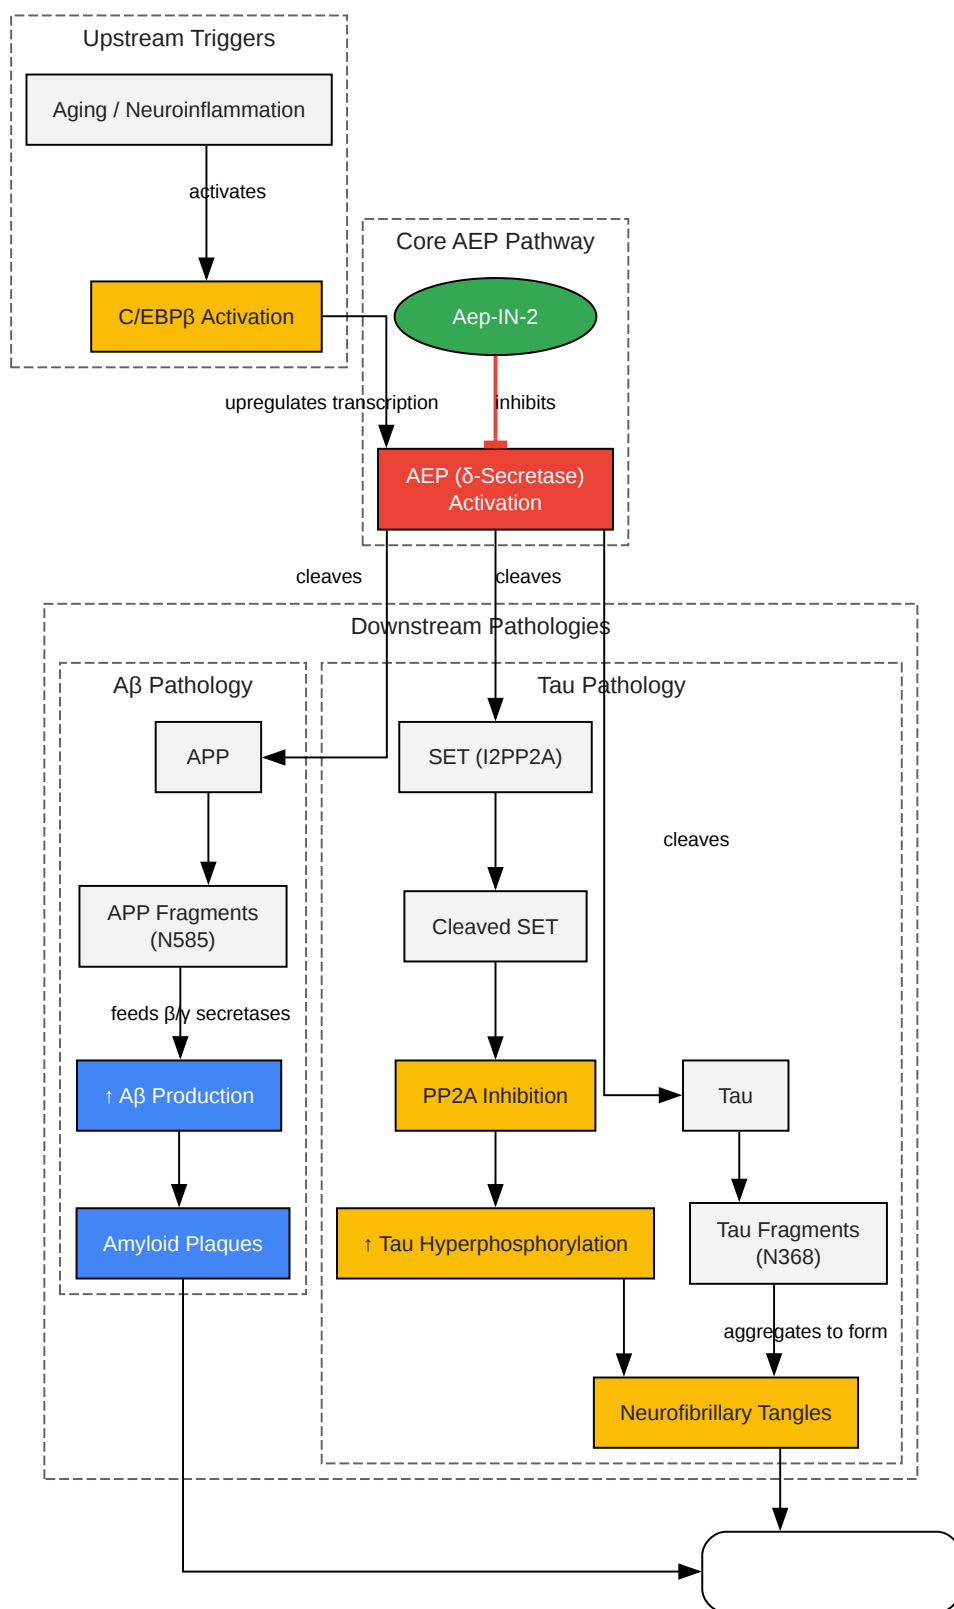 Upstream Triggers
Aging / Neuroinflammation
activates
Core AEP Pathway
C/EBPβ Activation
Aep-IN-2
upregulates transcription
inhibits
AEP (δ-Secretase)
Activation
cleaves
cleaves
Downstream Pathologies
Aβ Pathology
Tau Pathology
APP
SET (I2PP2A)
cleaves
APP Fragments
(N585)
Cleaved SET
feeds β/γ secretases
↑ Aβ Production
PP2A Inhibition
Tau
Amyloid Plaques
↑ Tau Hyperphosphorylation
Tau Fragments
(N368)
aggregates to form
Neurofibrillary Tangles